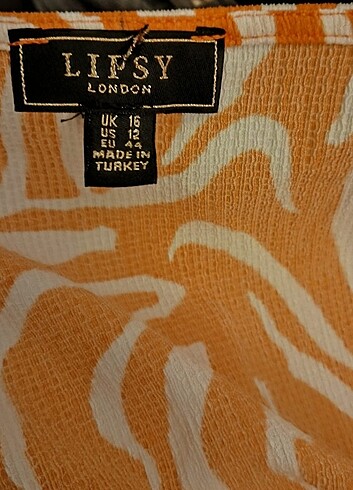 LIPSY
LONDON
UK 16
US 12
EU 44
MADE IN
TURKEY